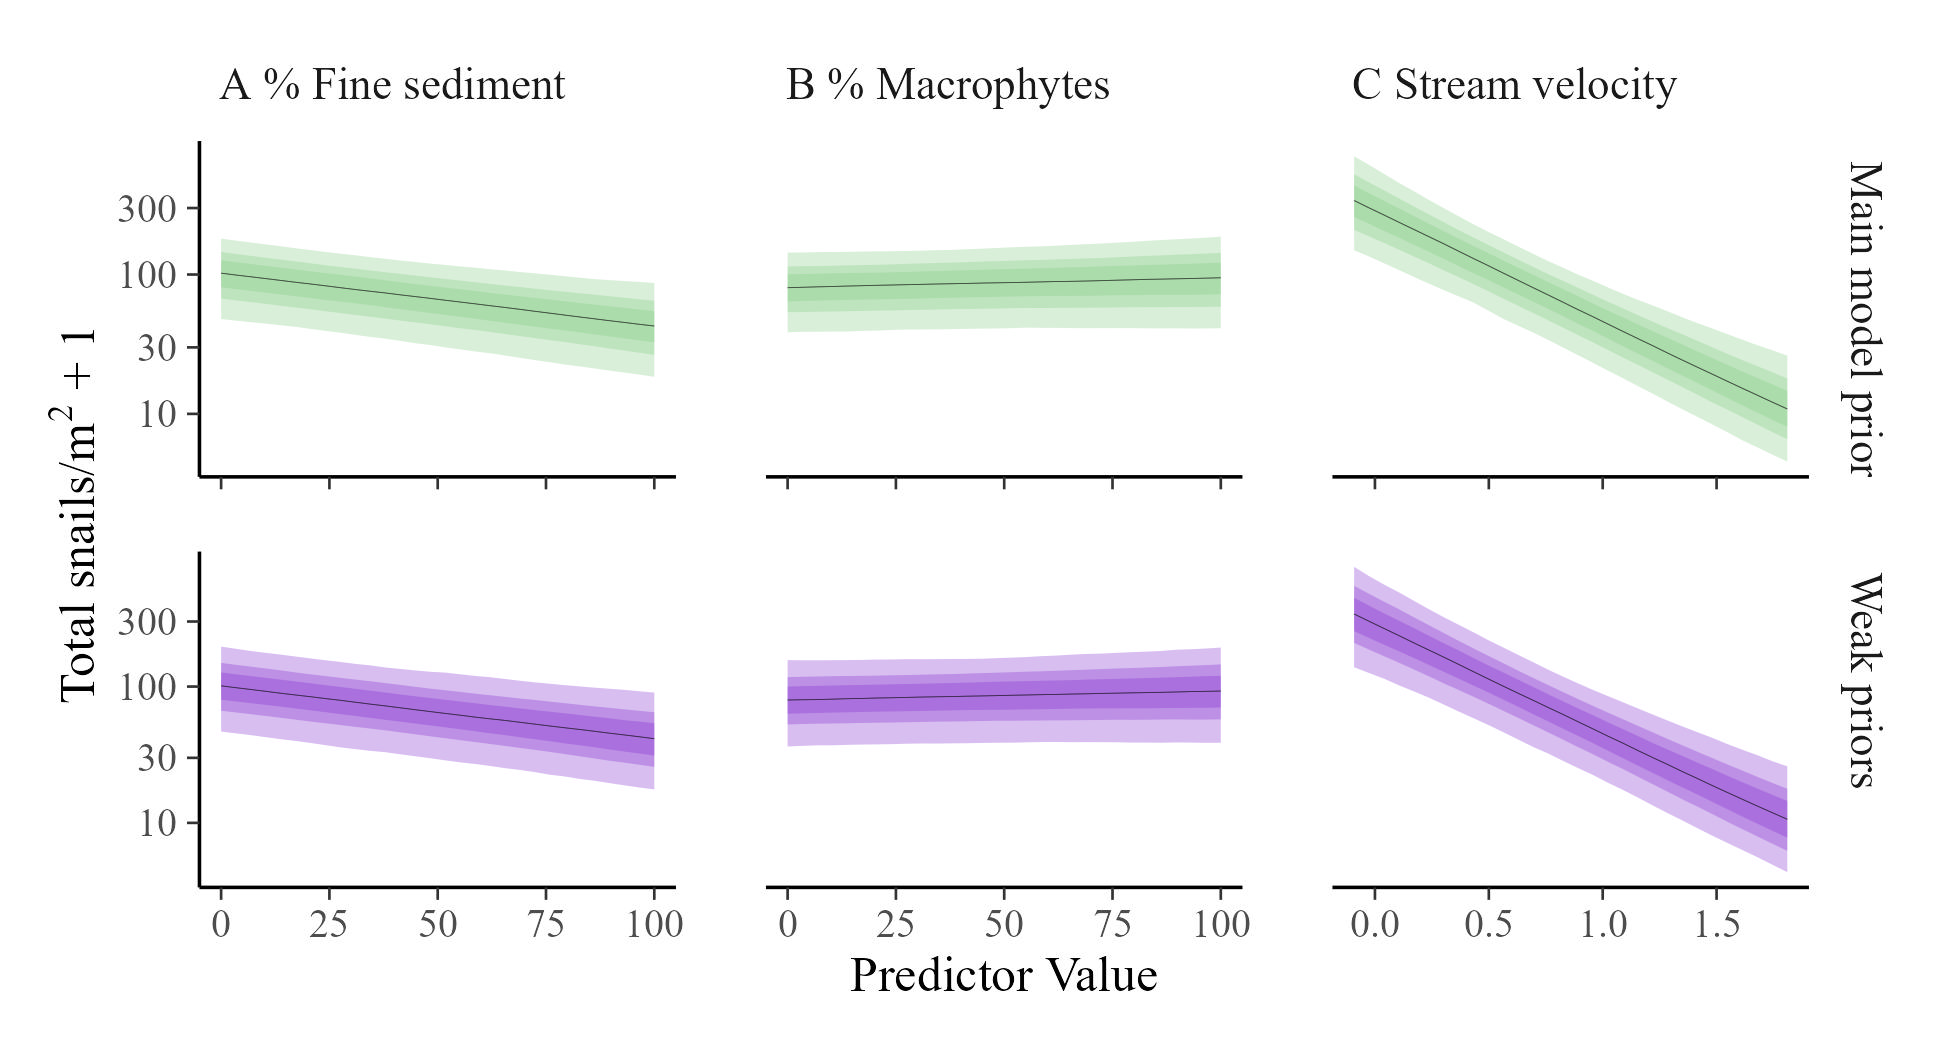 A % Fine sediment
B % Macrophytes
C Stream velocity
Total snails/m² + 1
300
100
30
10
Main model prior
300
100
30
10
Weak priors
0 25 50 75 100
0 25 50 75 100
0.0 0.5 1.0 1.5
Predictor Value